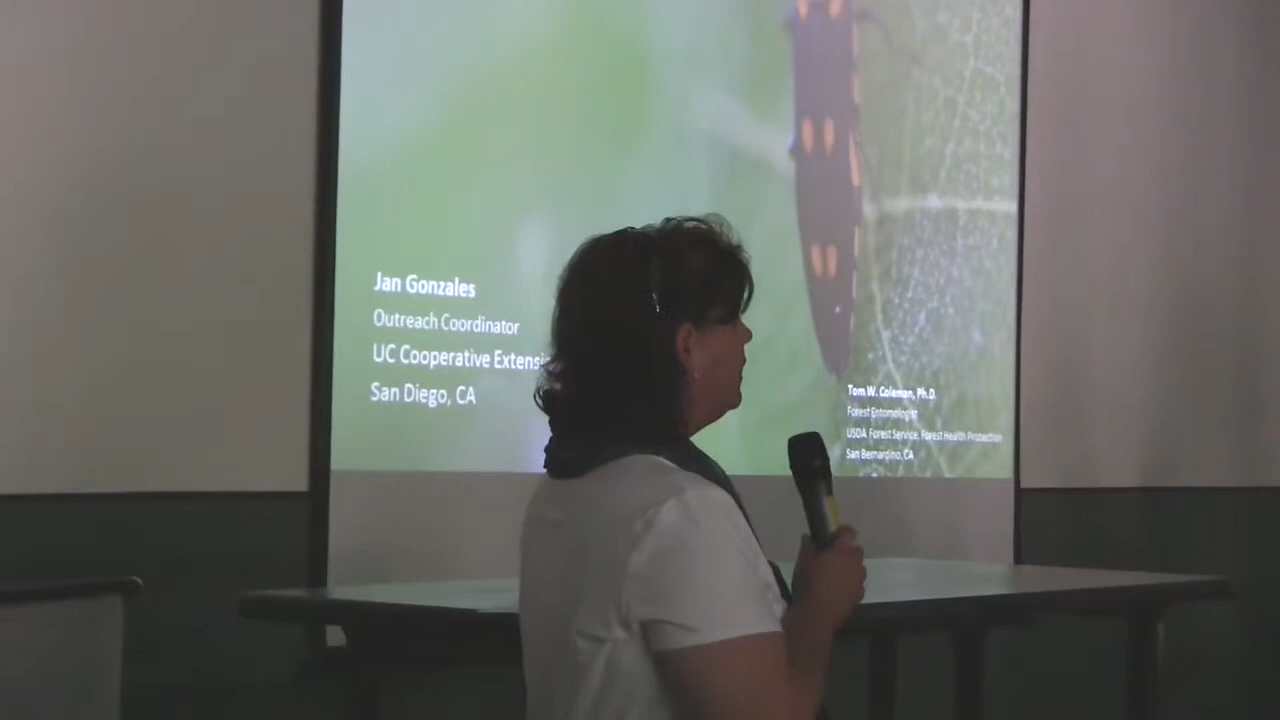 Jan Gonzales
Outreach Coordinator
UC Cooperative Extensi
San Diego, CA
Tom W. Coleman, Ph.D.
Forest Entomologist
USDA Forest Service, Forest Health Protection
San Bernardino, CA